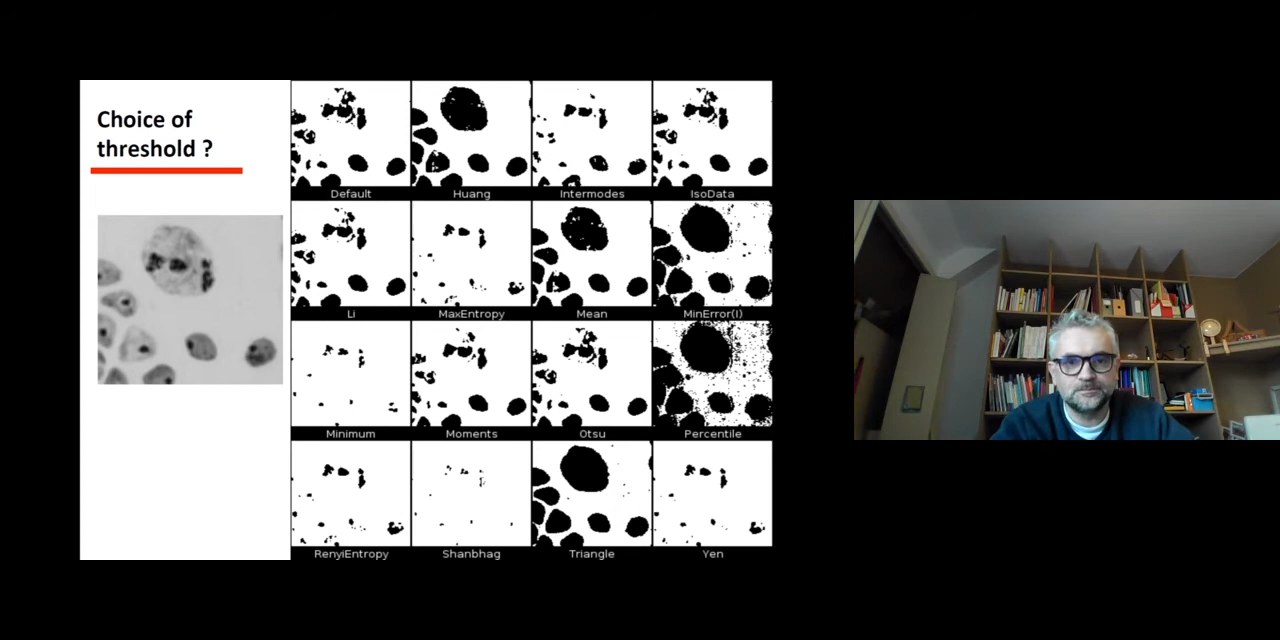 Choice of
threshold ?
Default
Huang
Intermodes
IsoData
Li
MaxEntropy
Mean
MinError(I)
Minimum
Moments
Otsu
Percentile
RenyiEntropy
Shanbhag
Triangle
Yen